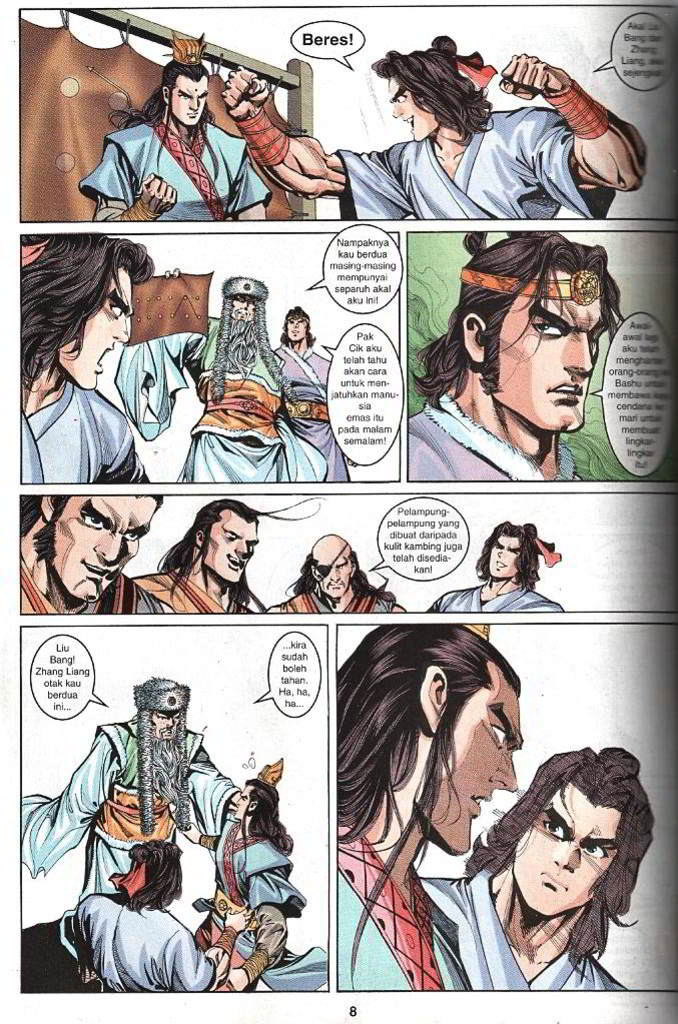 Beres!
Akal Liu
Bang dan
Zhang
Liang,
Nampaknya
kau berdua
masing-masing
mempunyai
separuh akal
aku ini!
Pak
Cik aku
telah tahu
akan cara
untuk men-
jatuhkan manu-
sia
emas itu
pada malam
semalam!
Awal-
awal lagi
aku telah
orang-orang
Bashu untuk
membawa
cendana ke
mari untuk
membuat
lingkar-
lingkar
itu!
Pelampung-
pelampung yang
dibuat daripada
kulit kambing juga
telah disedia-
kan!
Liu
Bang!
Zhang Liang
otak kau
berdua
ini...
...kira
sudah
boleh
tahan.
Ha, ha,
ha...
8